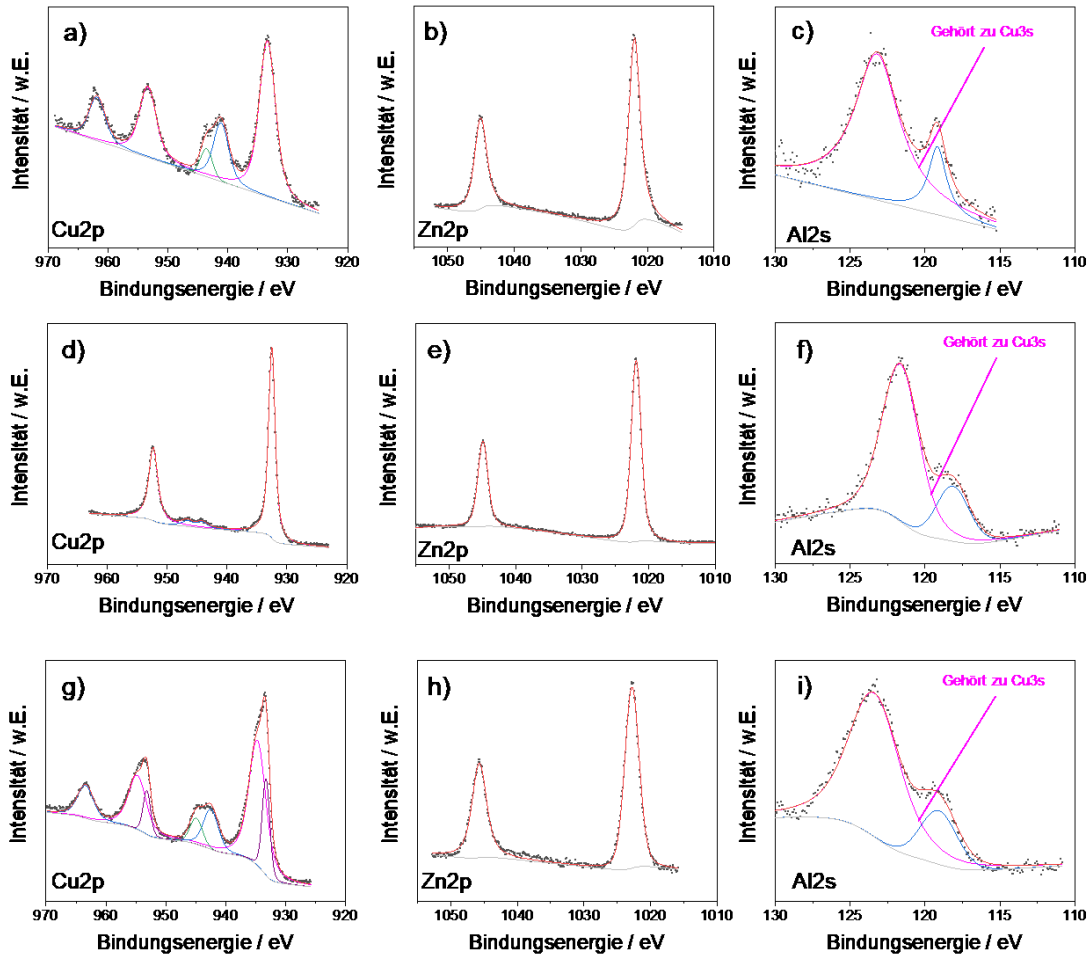 a)
Intensität / w.E.
Cu2p
970 960 950 940 930 920
Bindungsenergie / eV
b)
Intensität / w.E.
Zn2p
1050 1040 1030 1020 1010
Bindungsenergie / eV
c)
Gehört zu Cu3s
Intensität / w.E.
Al2s
130 125 120 115 110
Bindungsenergie / eV
d)
Intensität / w.E.
Cu2p
970 960 950 940 930 920
Bindungsenergie / eV
e)
Intensität / w.E.
Zn2p
1050 1040 1030 1020 1010
Bindungsenergie / eV
f)
Gehört zu Cu3s
Intensität / w.E.
Al2s
130 125 120 115 110
Bindungsenergie / eV
g)
Intensität / w.E.
Cu2p
970 960 950 940 930 920
Bindungsenergie / eV
h)
Intensität / w.E.
Zn2p
1050 1040 1030 1020 1010
Bindungsenergie / eV
i)
Gehört zu Cu3s
Intensität / w.E.
Al2s
130 125 120 115 110
Bindungsenergie / eV